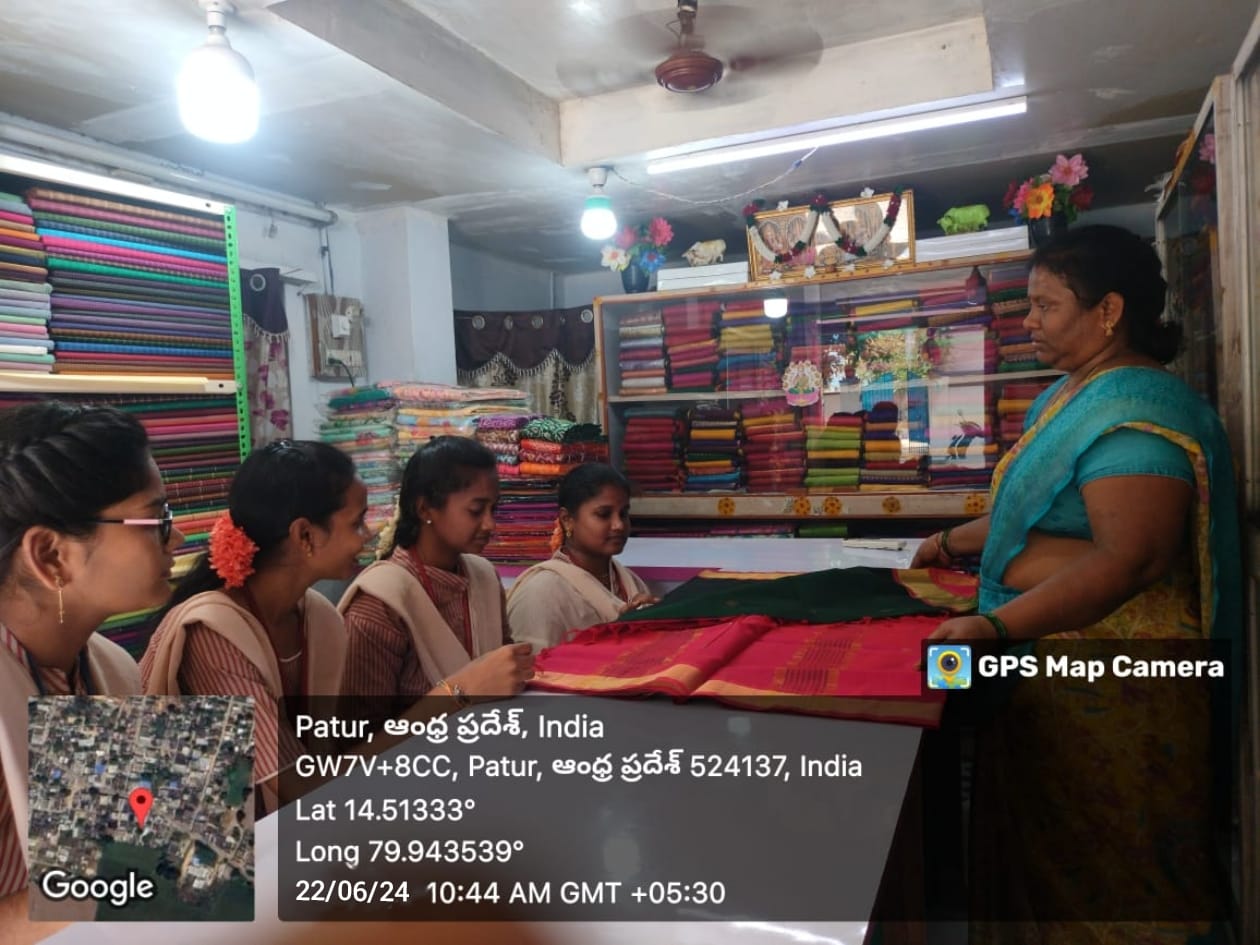 GPS Map Camera
Patur, ఆంధ్ర ప్రదేశ్, India
GW7V+8CC, Patur, ఆంధ్ర ప్రదేశ్ 524137, India
Lat 14.51333°
Long 79.943539°
22/06/24 10:44 AM GMT +05:30
Google